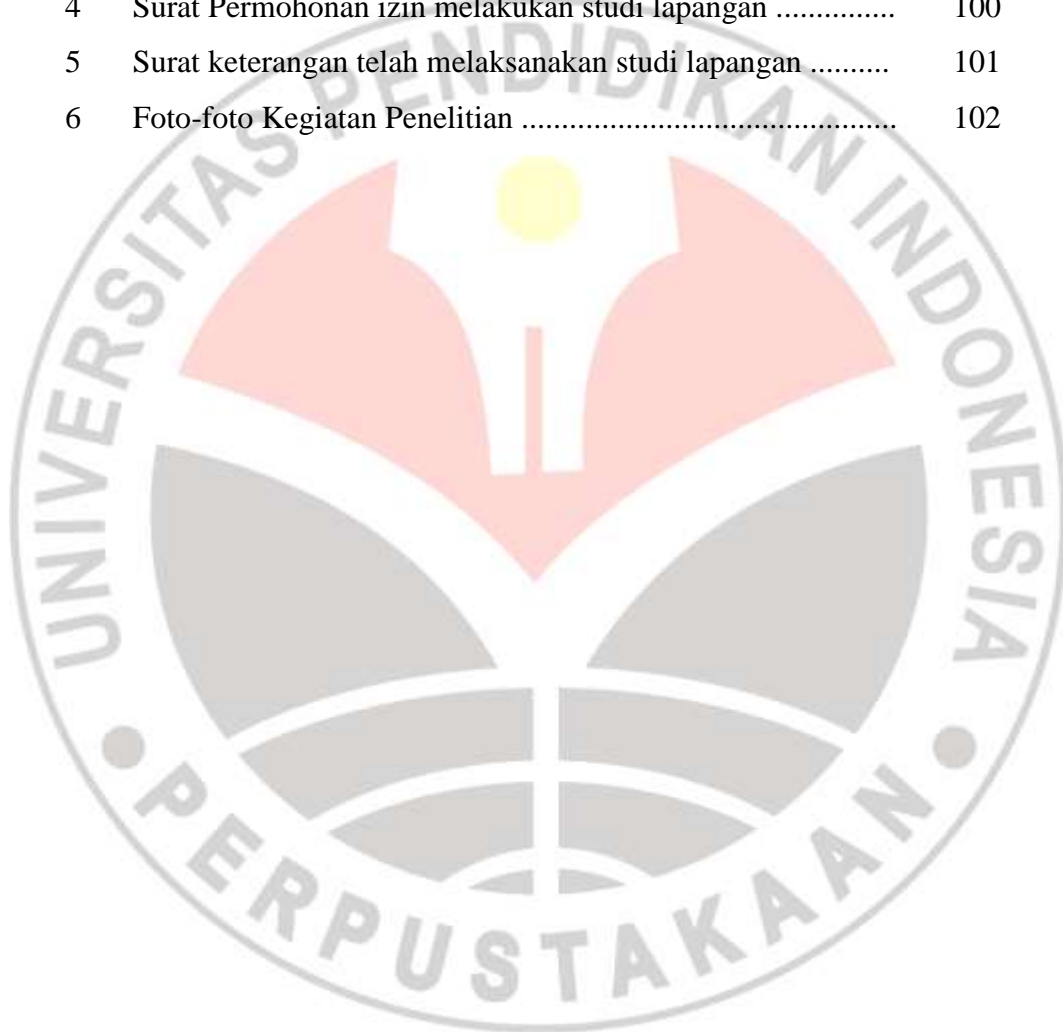 4 Surat Permohonan izin melakukan studi lapangan ............... 100
5 Surat keterangan telah melaksanakan studi lapangan .......... 101
6 Foto-foto Kegiatan Penelitian ............................................. 102
UNIVERSITAS PENDIDIKAN INDONESIA
PERPUSTAKAAN